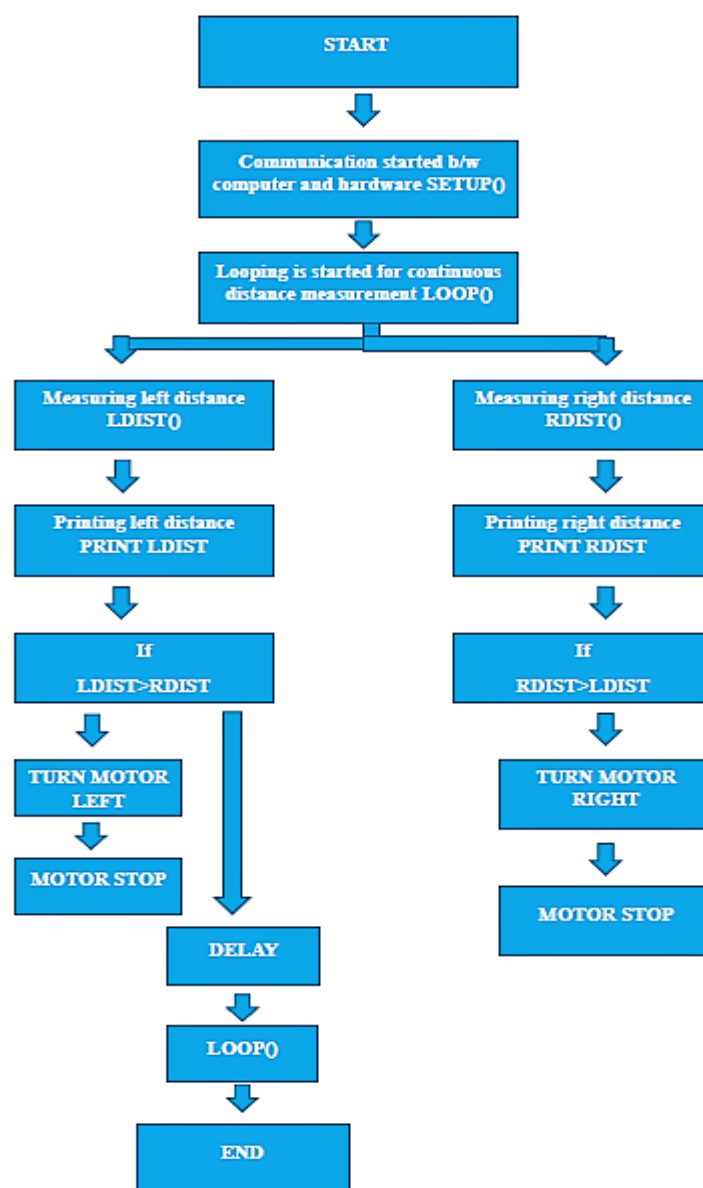 START
Communication started b/w
computer and hardware SETUP()
Looping is started for continuous
distance measurement LOOP()
Measuring left distance
LDIST()
Printing left distance
PRINT LDIST
If
LDIST>RDIST
TURN MOTOR
LEFT
MOTOR STOP
DELAY
LOOP()
END
Measuring right distance
RDIST()
Printing right distance
PRINT RDIST
If
RDIST>LDIST
TURN MOTOR
RIGHT
MOTOR STOP